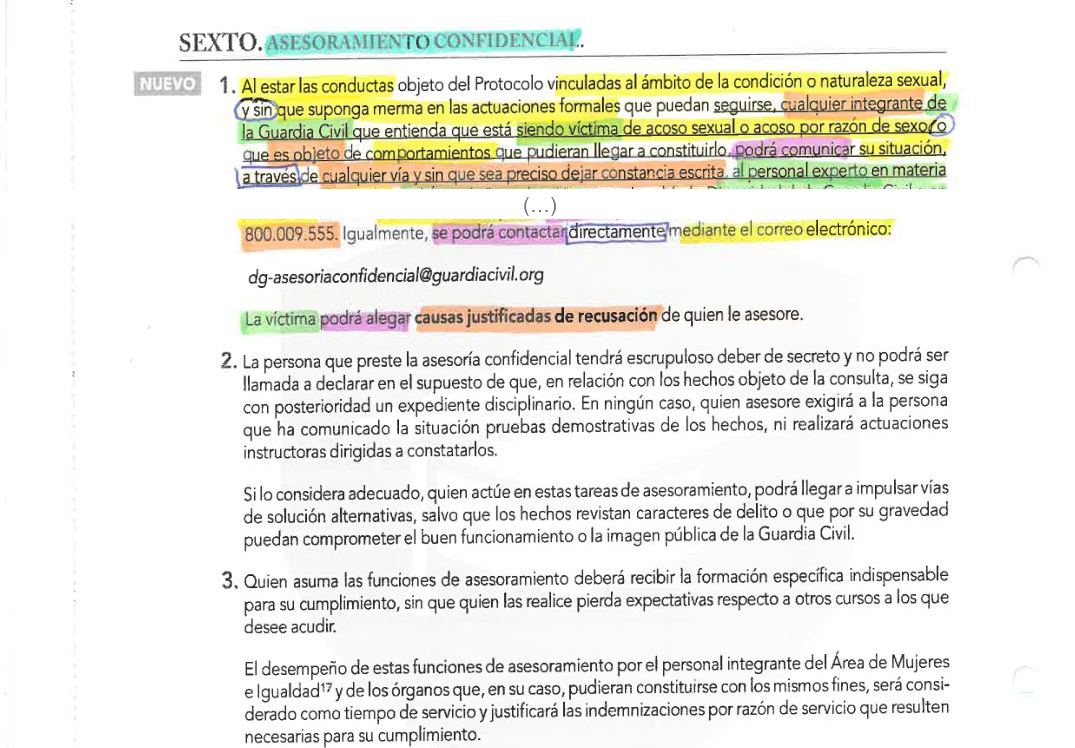 SEXTO. ASESORAMIENTO CONFIDENCIAL.
NUEVO
1. Al estar las conductas objeto del Protocolo vinculadas al ámbito de la condición o naturaleza sexual,
y sin que suponga merma en las actuaciones formales que puedan seguirse, cualquier integrante de
la Guardia Civil que entienda que está siendo víctima de acoso sexual o acoso por razón de sexo, o
que es objeto de comportamientos que pudieran llegar a constituirlo, podrá comunicar su situación,
a través de cualquier vía y sin que sea preciso dejar constancia escrita, al personal experto en materia
(...)
800.009.555. Igualmente, se podrá contactar directamente mediante el correo electrónico:
dg-asesoriaconfidencial@guardiacivil.org
La víctima podrá alegar causas justificadas de recusación de quien le asesore.
2. La persona que preste la asesoría confidencial tendrá escrupuloso deber de secreto y no podrá ser
llamada a declarar en el supuesto de que, en relación con los hechos objeto de la consulta, se siga
con posterioridad un expediente disciplinario. En ningún caso, quien asesore exigirá a la persona
que ha comunicado la situación pruebas demostrativas de los hechos, ni realizará actuaciones
instructoras dirigidas a constatarlos.
Si lo considera adecuado, quien actúe en estas tareas de asesoramiento, podrá llegar a impulsar vías
de solución alternativas, salvo que los hechos revistan caracteres de delito o que por su gravedad
puedan comprometer el buen funcionamiento o la imagen pública de la Guardia Civil.
3. Quien asuma las funciones de asesoramiento deberá recibir la formación específica indispensable
para su cumplimiento, sin que quien las realice pierda expectativas respecto a otros cursos a los que
desee acudir.
El desempeño de estas funciones de asesoramiento por el personal integrante del Área de Mujeres
e Igualdad¹⁷ y de los órganos que, en su caso, pudieran constituirse con los mismos fines, será consi-
derado como tiempo de servicio y justificará las indemnizaciones por razón de servicio que resulten
necesarias para su cumplimiento.